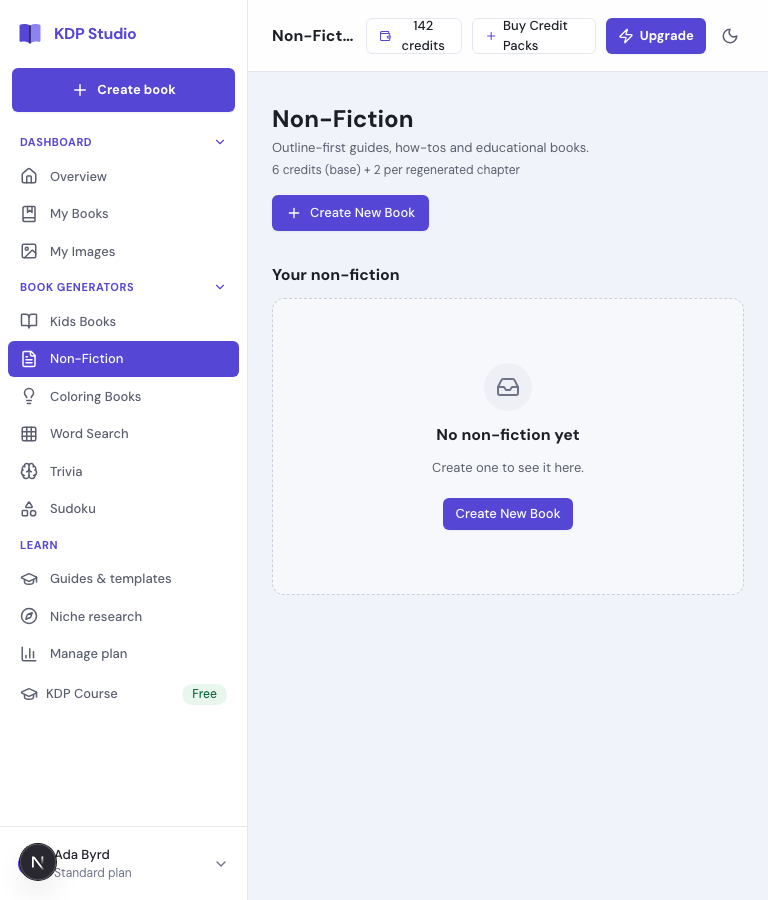 KDP Studio
Create book
DASHBOARD
Overview
My Books
My Images
BOOK GENERATORS
Kids Books
Non-Fiction
Coloring Books
Word Search
Trivia
Sudoku
LEARN
Guides & templates
Niche research
Manage plan
KDP Course
Free
N
Ada Byrd
Standard plan
Non-Fict...
142
credits
Buy Credit
Packs
Upgrade
Non-Fiction
Outline-first guides, how-tos and educational books.
6 credits (base) + 2 per regenerated chapter
Create New Book
Your non-fiction
No non-fiction yet
Create one to see it here.
Create New Book